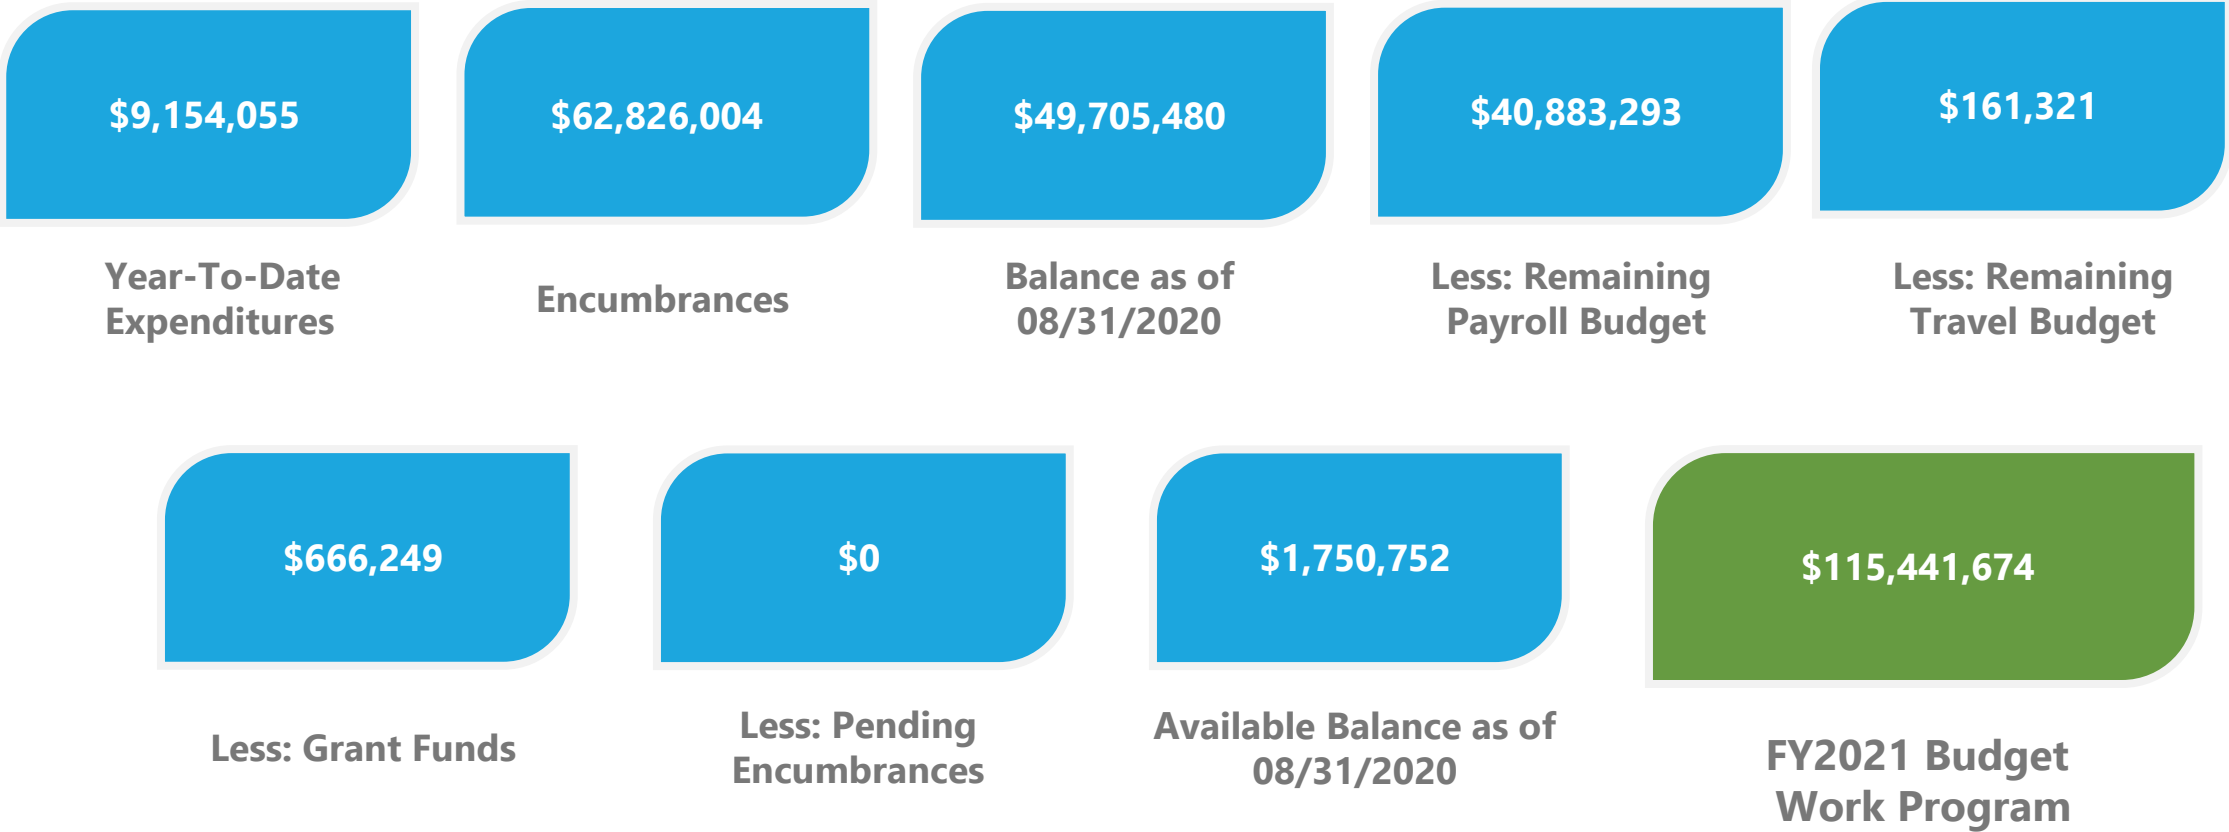 $9,154,055
Year-To-Date
Expenditures
$62,826,004
Encumbrances
$49,705,480
Balance as of
08/31/2020
$40,883,293
Less: Remaining
Payroll Budget
$161,321
Less: Remaining
Travel Budget
$666,249
Less: Grant Funds
$0
Less: Pending
Encumbrances
$1,750,752
Available Balance as of
08/31/2020
$115,441,674
FY2021 Budget
Work Program